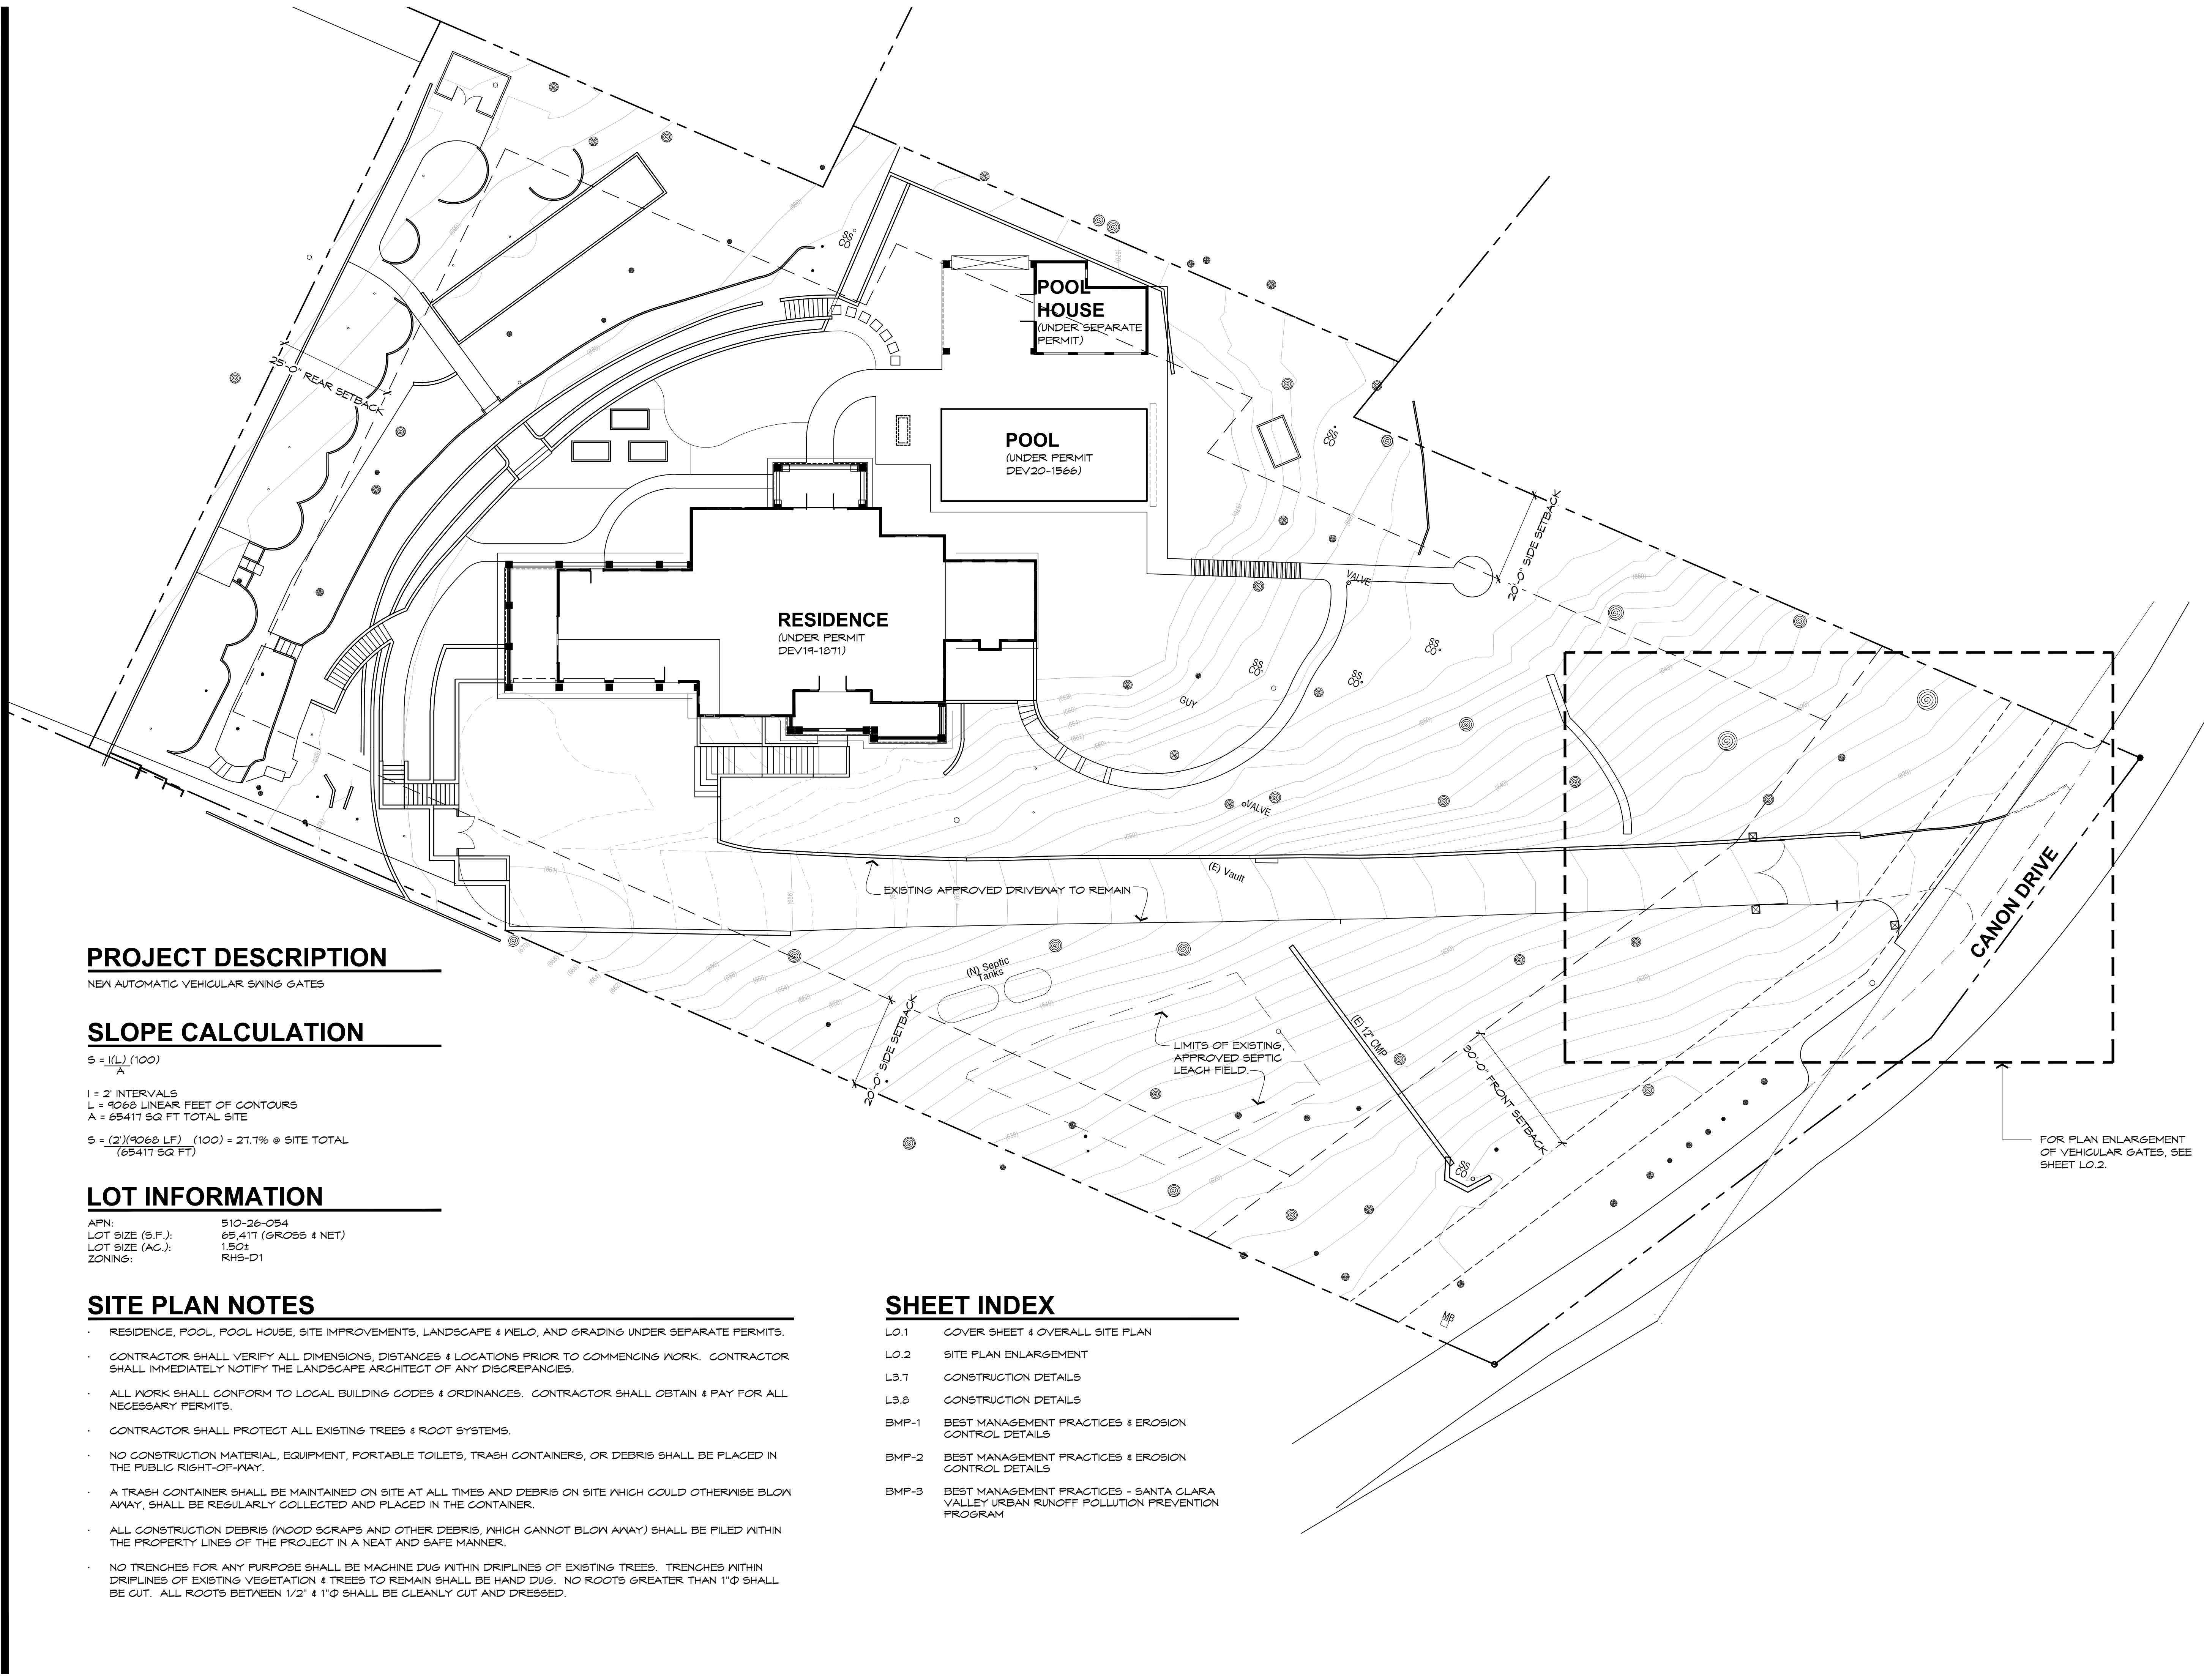 25'-0" REAR SETBACK
CO SS
POOL
HOUSE
(UNDER SEPARATE
PERMIT)
POOL
(UNDER PERMIT
DEV20-1566)
CO SS
20'-0" SIDE SETBACK
VALVE
RESIDENCE
(UNDER PERMIT
DEV19-1871)
CO SS
CO SS
CO SS
GUY
VALVE
(E) Vault
EXISTING APPROVED DRIVEWAY TO REMAIN
CANON DRIVE
(N) Septic
Tanks
20'-0" SIDE SETBACK
LIMITS OF EXISTING,
APPROVED SEPTIC
LEACH FIELD.
(E) 12" CMP
30'-0" FRONT SETBACK
CO SS
MB
FOR PLAN ENLARGEMENT
OF VEHICULAR GATES, SEE
SHEET L0.2.
PROJECT DESCRIPTION
NEW AUTOMATIC VEHICULAR SWING GATES
SLOPE CALCULATION
S = I(L) (100)
A
I = 2' INTERVALS
L = 9068 LINEAR FEET OF CONTOURS
A = 65417 SQ FT TOTAL SITE
S = (2')(9068 LF) (100) = 27.7% @ SITE TOTAL
(65417 SQ FT)
LOT INFORMATION
APN: 510-26-054
LOT SIZE (S.F.): 65,417 (GROSS & NET)
LOT SIZE (AC.): 1.50±
ZONING: RHS-D1
SITE PLAN NOTES
· RESIDENCE, POOL, POOL HOUSE, SITE IMPROVEMENTS, LANDSCAPE & WELO, AND GRADING UNDER SEPARATE PERMITS.
· CONTRACTOR SHALL VERIFY ALL DIMENSIONS, DISTANCES & LOCATIONS PRIOR TO COMMENCING WORK. CONTRACTOR
SHALL IMMEDIATELY NOTIFY THE LANDSCAPE ARCHITECT OF ANY DISCREPANCIES.
· ALL WORK SHALL CONFORM TO LOCAL BUILDING CODES & ORDINANCES. CONTRACTOR SHALL OBTAIN & PAY FOR ALL
NECESSARY PERMITS.
· CONTRACTOR SHALL PROTECT ALL EXISTING TREES & ROOT SYSTEMS.
· NO CONSTRUCTION MATERIAL, EQUIPMENT, PORTABLE TOILETS, TRASH CONTAINERS, OR DEBRIS SHALL BE PLACED IN
THE PUBLIC RIGHT-OF-WAY.
· A TRASH CONTAINER SHALL BE MAINTAINED ON SITE AT ALL TIMES AND DEBRIS ON SITE WHICH COULD OTHERWISE BLOW
AWAY, SHALL BE REGULARLY COLLECTED AND PLACED IN THE CONTAINER.
· ALL CONSTRUCTION DEBRIS (WOOD SCRAPS AND OTHER DEBRIS, WHICH CANNOT BLOW AWAY) SHALL BE PILED WITHIN
THE PROPERTY LINES OF THE PROJECT IN A NEAT AND SAFE MANNER.
· NO TRENCHES FOR ANY PURPOSE SHALL BE MACHINE DUG WITHIN DRIPLINES OF EXISTING TREES. TRENCHES WITHIN
DRIPLINES OF EXISTING VEGETATION & TREES TO REMAIN SHALL BE HAND DUG. NO ROOTS GREATER THAN 1"Φ SHALL
BE CUT. ALL ROOTS BETWEEN 1/2" & 1"Φ SHALL BE CLEANLY CUT AND DRESSED.
SHEET INDEX
L0.1 COVER SHEET & OVERALL SITE PLAN
L0.2 SITE PLAN ENLARGEMENT
L3.7 CONSTRUCTION DETAILS
L3.8 CONSTRUCTION DETAILS
BMP-1 BEST MANAGEMENT PRACTICES & EROSION
CONTROL DETAILS
BMP-2 BEST MANAGEMENT PRACTICES & EROSION
CONTROL DETAILS
BMP-3 BEST MANAGEMENT PRACTICES - SANTA CLARA
VALLEY URBAN RUNOFF POLLUTION PREVENTION
PROGRAM